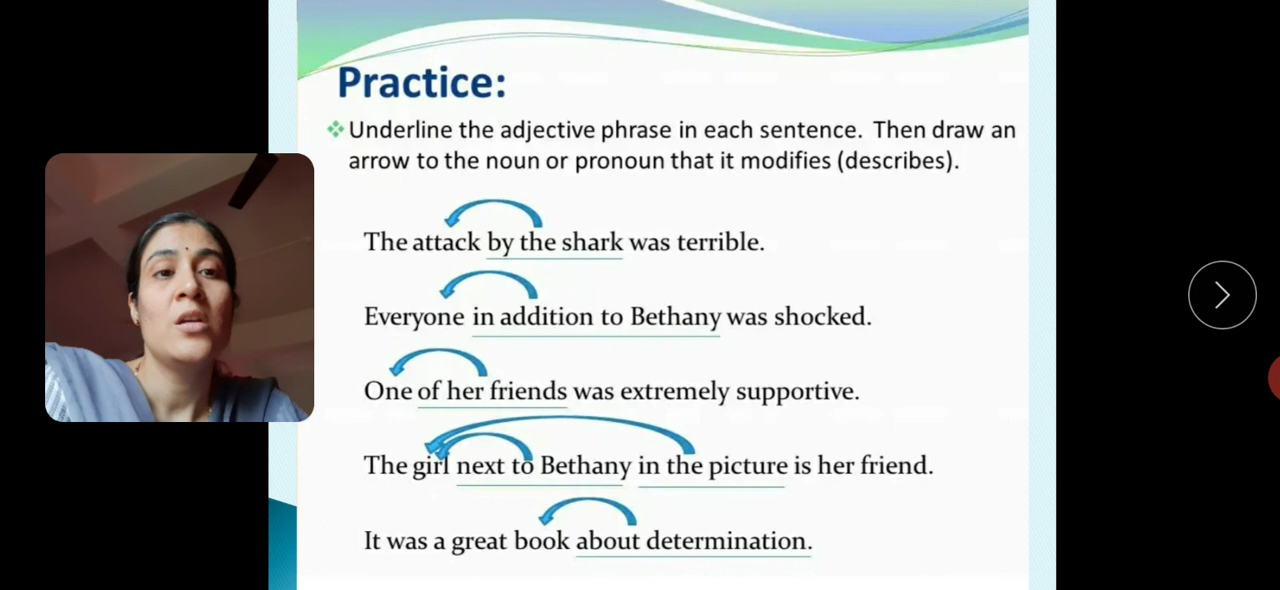 Practice:
Underline the adjective phrase in each sentence. Then draw an
arrow to the noun or pronoun that it modifies (describes).
The attack by the shark was terrible.
Everyone in addition to Bethany was shocked.
One of her friends was extremely supportive.
The girl next to Bethany in the picture is her friend.
It was a great book about determination.